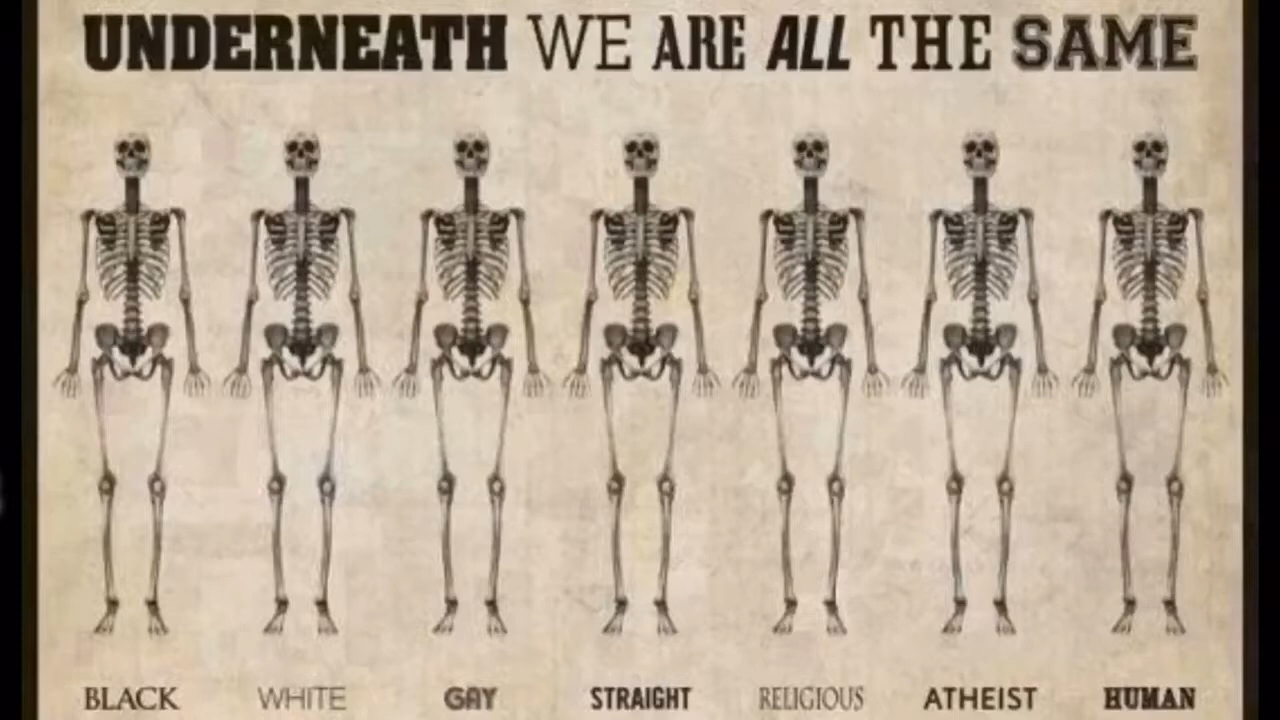 UNDERNEATH WE ARE ALL THE SAME
BLACK WHITE GAY STRAIGHT RELIGIOUS ATHEIST HUMAN